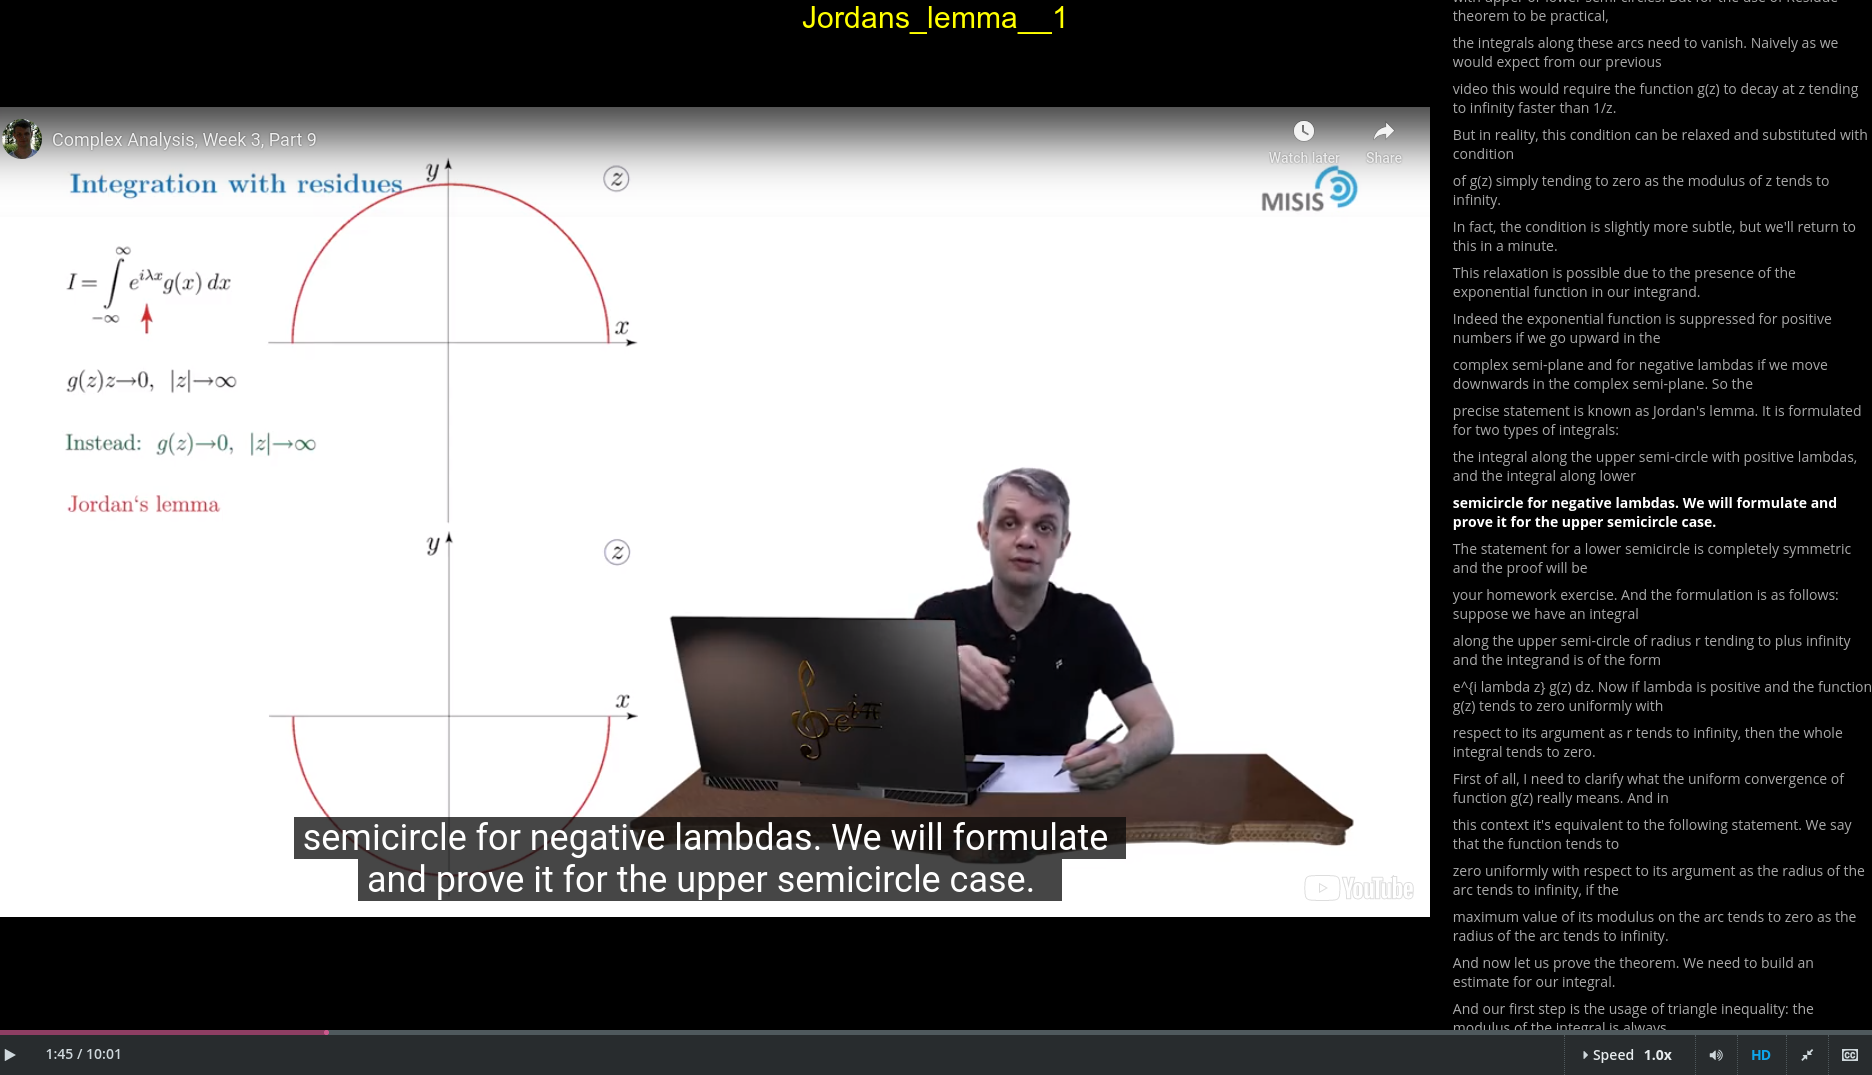 Jordans_lemma__1
Complex Analysis, Week 3, Part 9
Watch later
Share
Integration with residues
y
z
MISIS
I = ∫_{−∞}^{∞} e^{iλx} g(x) dx
x
g(z)z→0, |z|→∞
Instead: g(z)→0, |z|→∞
Jordan's lemma
y
z
x
e^{iπ}
semicircle for negative lambdas. We will formulate
and prove it for the upper semicircle case.
YouTube
theorem to be practical,
the integrals along these arcs need to vanish. Naively as we
would expect from our previous
video this would require the function g(z) to decay at z tending
to infinity faster than 1/z.
But in reality, this condition can be relaxed and substituted with
condition
of g(z) simply tending to zero as the modulus of z tends to
infinity.
In fact, the condition is slightly more subtle, but we'll return to
this in a minute.
This relaxation is possible due to the presence of the
exponential function in our integrand.
Indeed the exponential function is suppressed for positive
numbers if we go upward in the
complex semi-plane and for negative lambdas if we move
downwards in the complex semi-plane. So the
precise statement is known as Jordan's lemma. It is formulated
for two types of integrals:
the integral along the upper semi-circle with positive lambdas,
and the integral along lower
semicircle for negative lambdas. We will formulate and
prove it for the upper semicircle case.
The statement for a lower semicircle is completely symmetric
and the proof will be
your homework exercise. And the formulation is as follows:
suppose we have an integral
along the upper semi-circle of radius r tending to plus infinity
and the integrand is of the form
e^{i lambda z} g(z) dz. Now if lambda is positive and the function
g(z) tends to zero uniformly with
respect to its argument as r tends to infinity, then the whole
integral tends to zero.
First of all, I need to clarify what the uniform convergence of
function g(z) really means. And in
this context it's equivalent to the following statement. We say
that the function tends to
zero uniformly with respect to its argument as the radius of the
arc tends to infinity, if the
maximum value of its modulus on the arc tends to zero as the
radius of the arc tends to infinity.
And now let us prove the theorem. We need to build an
estimate for our integral.
And our first step is the usage of triangle inequality: the
modulus of the integral is always
1:45 / 10:01
Speed 1.0x
HD
CC